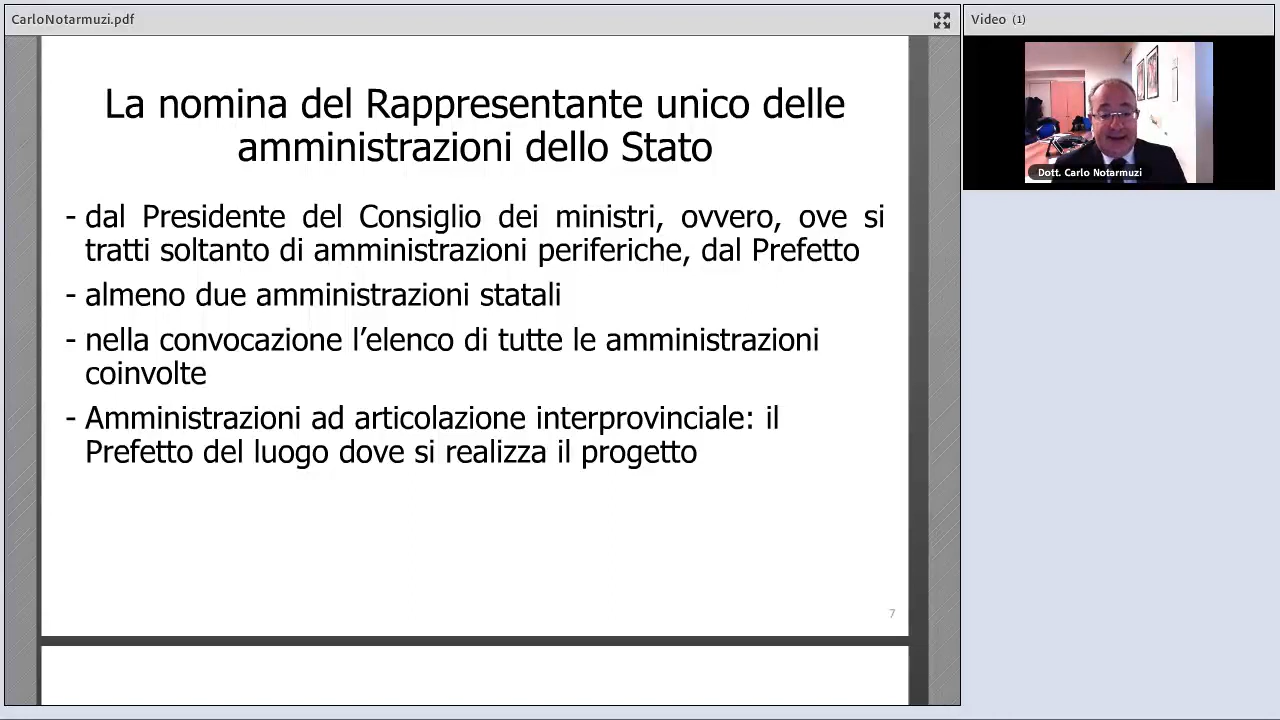 CarloNotarmuzi.pdf
Video (1)
La nomina del Rappresentante unico delle
amministrazioni dello Stato
- dal Presidente del Consiglio dei ministri, ovvero, ove si
tratti soltanto di amministrazioni periferiche, dal Prefetto
- almeno due amministrazioni statali
- nella convocazione l’elenco di tutte le amministrazioni
coinvolte
- Amministrazioni ad articolazione interprovinciale: il
Prefetto del luogo dove si realizza il progetto
7
Dott. Carlo Notarmuzi